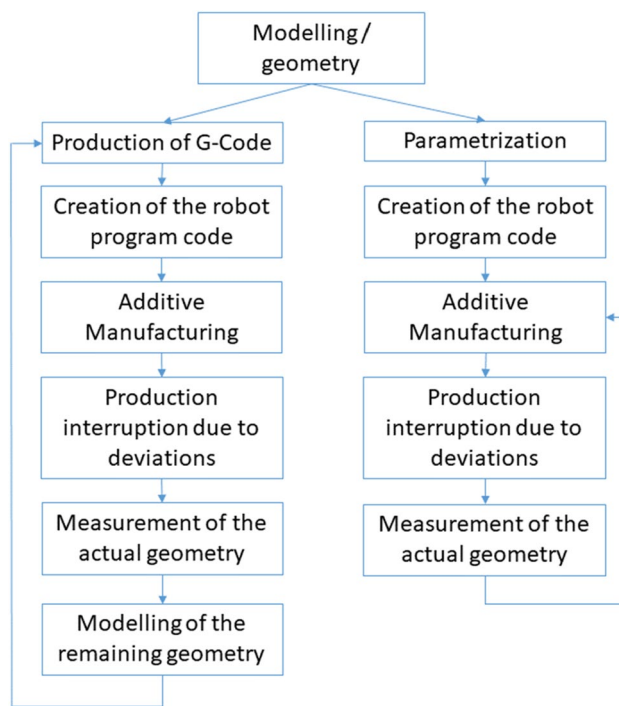 Modelling/
geometry
Production of G-Code
Creation of the robot
program code
Additive
Manufacturing
Production
interruption due to
deviations
Measurement of the
actual geometry
Modelling of the
remaining geometry
Parametrization
Creation of the robot
program code
Additive
Manufacturing
Production
interruption due to
deviations
Measurement of the
actual geometry